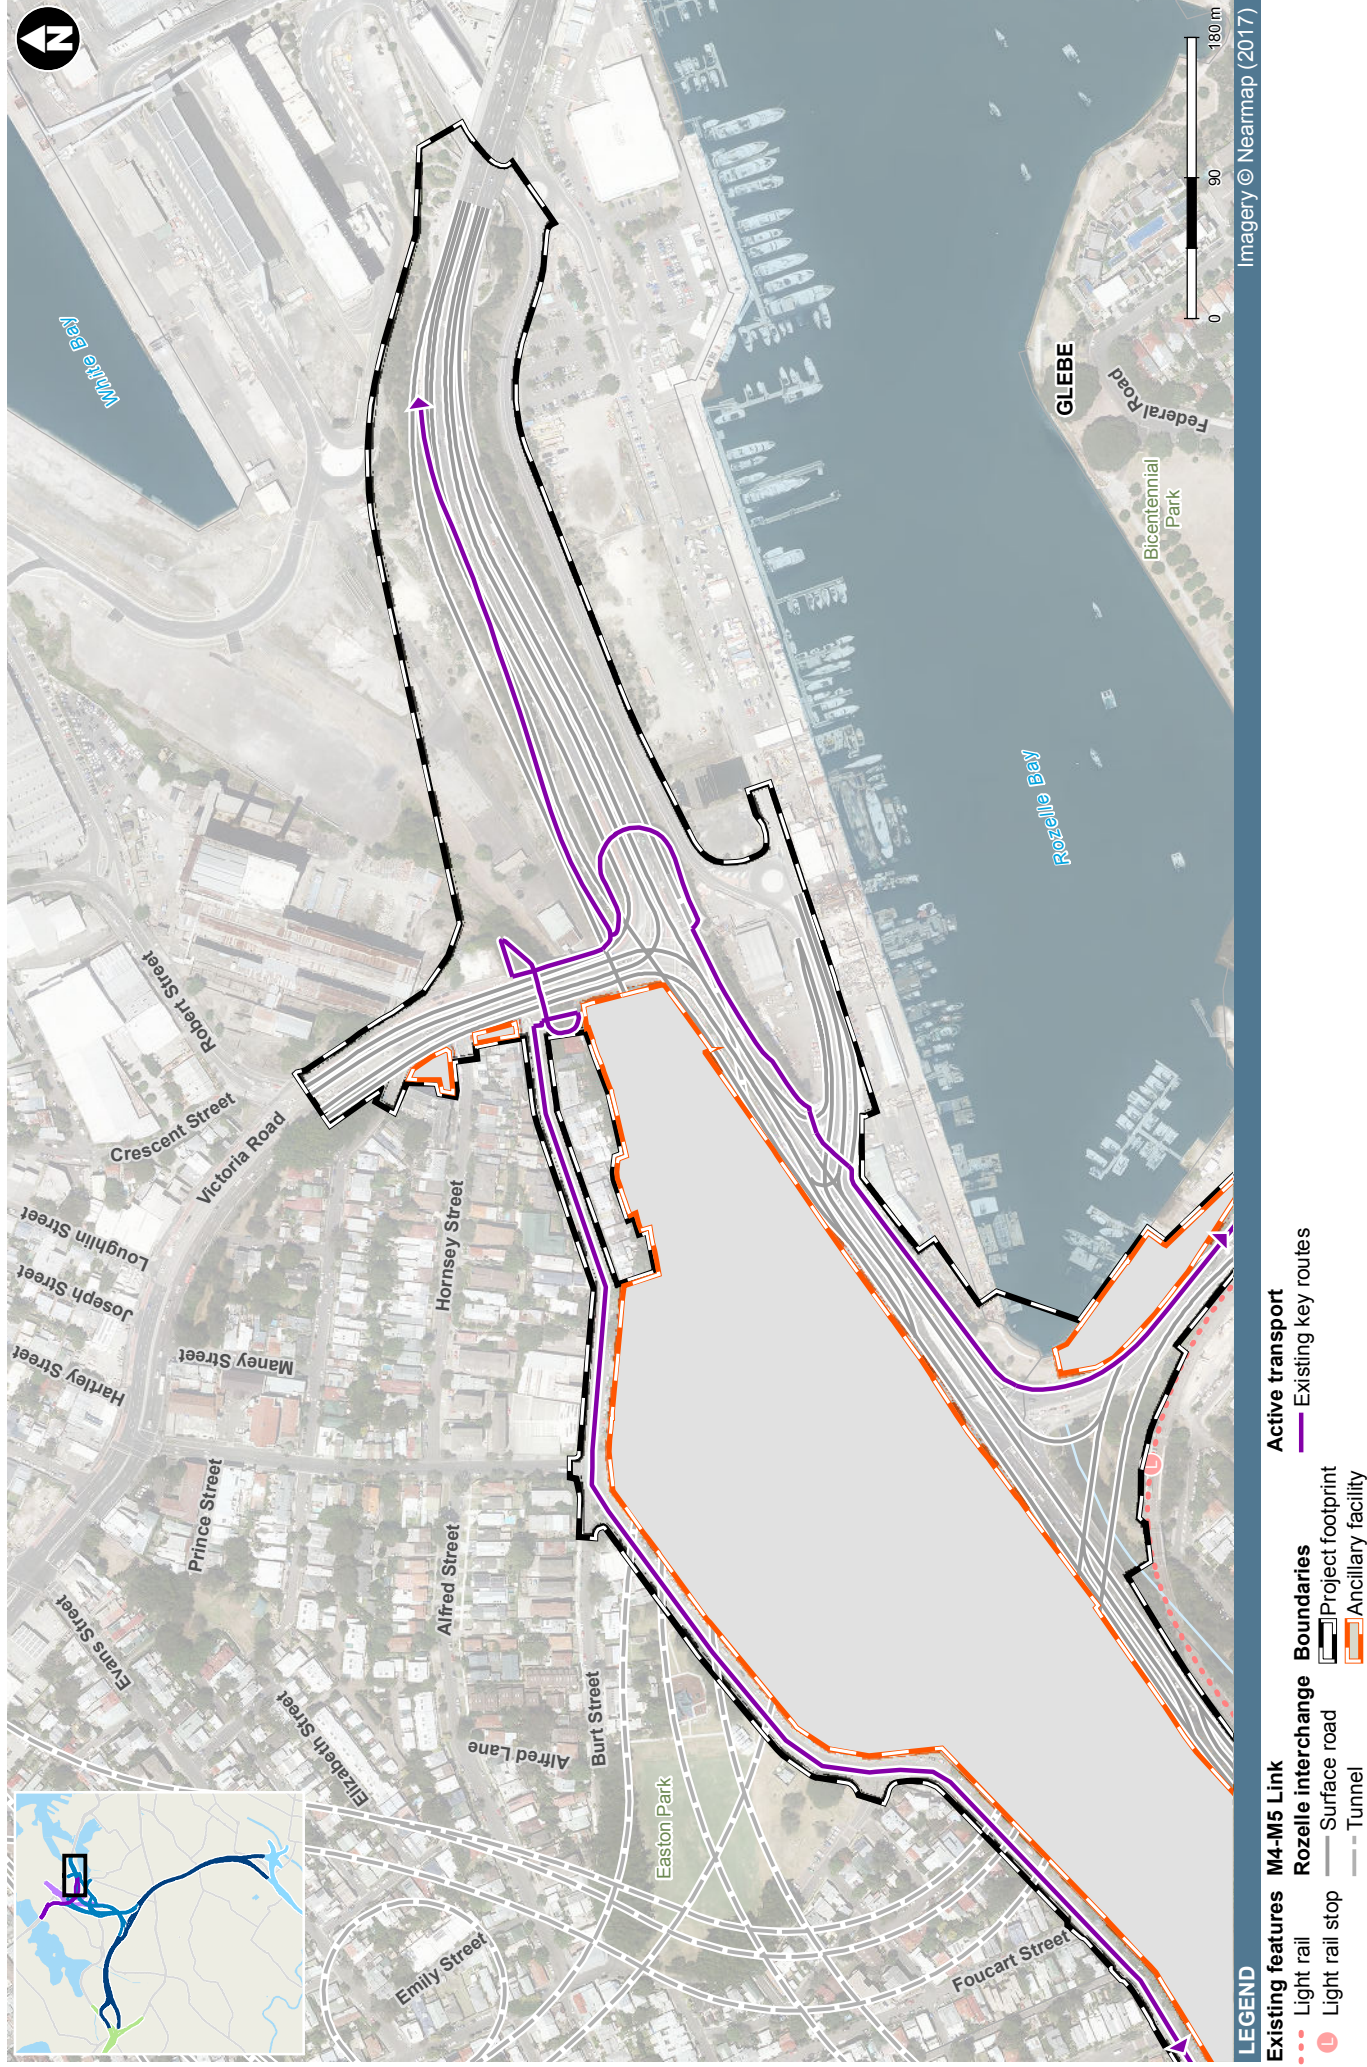 N
White Bay
Robert Street
Crescent Street
Victoria Road
Loughlin Street
Joseph Street
Hartley Street
Maney Street
Hornsey Street
Prince Street
Evans Street
Alfred Street
Elizabeth Street
Alfred Lane
Burt Street
Easton Park
Emily Street
Foucart Street
Rozelle Bay
GLEBE
Federal Road
Bicentennial
Park
L
0
90
180 m
LEGEND
Imagery © Nearmap (2017)
Existing features
Light rail
L
Light rail stop
M4-M5 Link
Rozelle interchange
Surface road
Tunnel
Boundaries
Project footprint
Ancillary facility
Active transport
Existing key routes